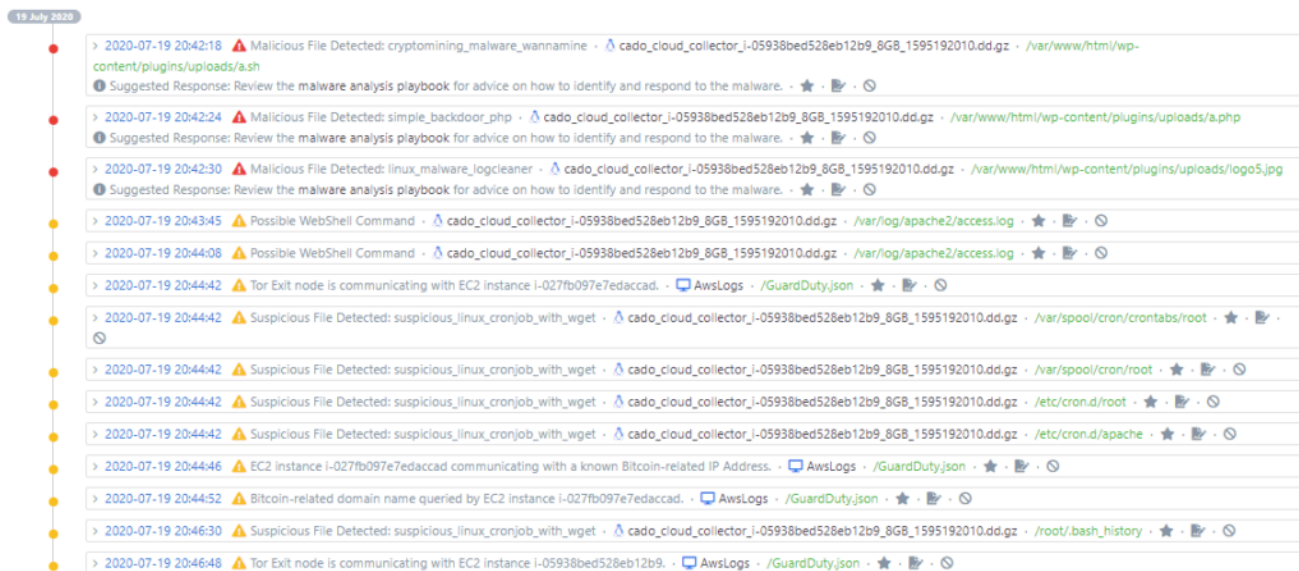 19 July 2020
> 2020-07-19 20:42:18 Malicious File Detected: cryptomining_malware_wannamine · cado_cloud_collector_i-05938bed528eb12b9_8GB_1595192010.dd.gz · /var/www/html/wp-
content/plugins/uploads/a.sh
Suggested Response: Review the malware analysis playbook for advice on how to identify and respond to the malware. · · ·
> 2020-07-19 20:42:24 Malicious File Detected: simple_backdoor_php · cado_cloud_collector_i-05938bed528eb12b9_8GB_1595192010.dd.gz · /var/www/html/wp-content/plugins/uploads/a.php
Suggested Response: Review the malware analysis playbook for advice on how to identify and respond to the malware. · · ·
> 2020-07-19 20:42:30 Malicious File Detected: linux_malware_logcleaner · cado_cloud_collector_i-05938bed528eb12b9_8GB_1595192010.dd.gz · /var/www/html/wp-content/plugins/uploads/logo5.jpg
Suggested Response: Review the malware analysis playbook for advice on how to identify and respond to the malware. · · ·
> 2020-07-19 20:43:45 Possible WebShell Command · cado_cloud_collector_i-05938bed528eb12b9_8GB_1595192010.dd.gz · /var/log/apache2/access.log · · ·
> 2020-07-19 20:44:08 Possible WebShell Command · cado_cloud_collector_i-05938bed528eb12b9_8GB_1595192010.dd.gz · /var/log/apache2/access.log · · ·
> 2020-07-19 20:44:42 Tor Exit node is communicating with EC2 instance i-027fb097e7edaccad. · AwsLogs · /GuardDuty.json · · ·
> 2020-07-19 20:44:42 Suspicious File Detected: suspicious_linux_cronjob_with_wget · cado_cloud_collector_i-05938bed528eb12b9_8GB_1595192010.dd.gz · /var/spool/cron/crontabs/root · · ·
> 2020-07-19 20:44:42 Suspicious File Detected: suspicious_linux_cronjob_with_wget · cado_cloud_collector_i-05938bed528eb12b9_8GB_1595192010.dd.gz · /var/spool/cron/root · · ·
> 2020-07-19 20:44:42 Suspicious File Detected: suspicious_linux_cronjob_with_wget · cado_cloud_collector_i-05938bed528eb12b9_8GB_1595192010.dd.gz · /etc/cron.d/root · · ·
> 2020-07-19 20:44:42 Suspicious File Detected: suspicious_linux_cronjob_with_wget · cado_cloud_collector_i-05938bed528eb12b9_8GB_1595192010.dd.gz · /etc/cron.d/apache · · ·
> 2020-07-19 20:44:46 EC2 instance i-027fb097e7edaccad communicating with a known Bitcoin-related IP Address. · AwsLogs · /GuardDuty.json · · ·
> 2020-07-19 20:44:52 Bitcoin-related domain name queried by EC2 instance i-027fb097e7edaccad. · AwsLogs · /GuardDuty.json · · ·
> 2020-07-19 20:46:30 Suspicious File Detected: suspicious_linux_cronjob_with_wget · cado_cloud_collector_i-05938bed528eb12b9_8GB_1595192010.dd.gz · /root/.bash_history · · ·
> 2020-07-19 20:46:48 Tor Exit node is communicating with EC2 instance i-05938bed528eb12b9. · AwsLogs · /GuardDuty.json · · ·